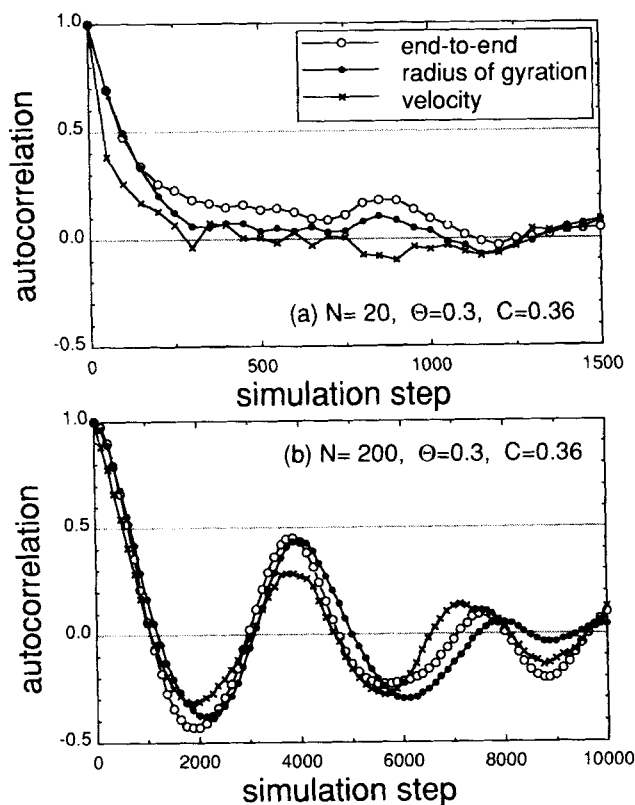 1.0
0.5
0.0
-0.5
autocorrelation
end-to-end
radius of gyration
velocity
(a) N= 20, Θ=0.3, C=0.36
0 500 1000 1500
simulation step
1.0
0.5
0.0
-0.5
autocorrelation
(b) N= 200, Θ=0.3, C=0.36
0 2000 4000 6000 8000 10000
simulation step